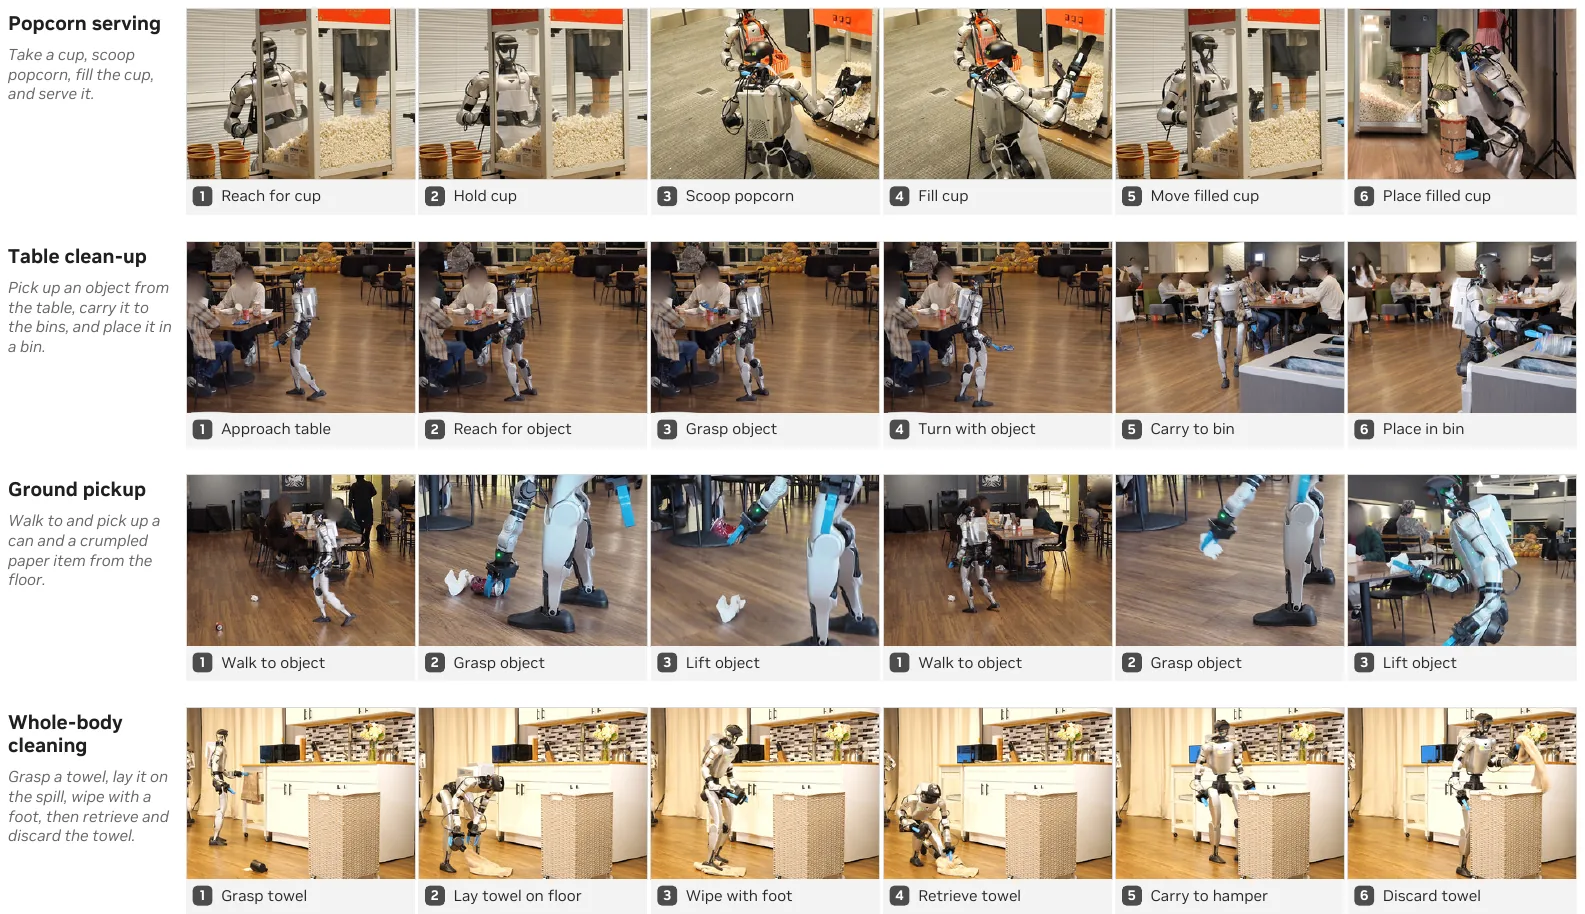 Popcorn serving
Take a cup, scoop
popcorn, fill the cup,
and serve it.
1 Reach for cup
2 Hold cup
3 Scoop popcorn
4 Fill cup
5 Move filled cup
6 Place filled cup
Table clean-up
Pick up an object from
the table, carry it to
the bins, and place it in
a bin.
1 Approach table
2 Reach for object
3 Grasp object
4 Turn with object
5 Carry to bin
6 Place in bin
Ground pickup
Walk to and pick up a
can and a crumpled
paper item from the
floor.
1 Walk to object
2 Grasp object
3 Lift object
1 Walk to object
2 Grasp object
3 Lift object
Whole-body
cleaning
Grasp a towel, lay it on
the spill, wipe with a
foot, then retrieve and
discard the towel.
1 Grasp towel
2 Lay towel on floor
3 Wipe with foot
4 Retrieve towel
5 Carry to hamper
6 Discard towel